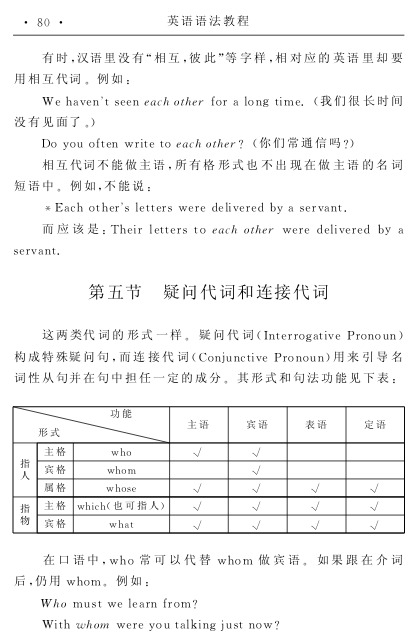 · 80 ·
英语语法教程
有时,汉语里没有“相互,彼此”等字样,相对应的英语里却要
用相互代词。例如:
We haven't seen each other for a long time. (我们很长时间
没有见面了。)
Do you often write to each other? (你们常通信吗?)
相互代词不能做主语,所有格形式也不出现在做主语的名词
短语中。例如,不能说:
* Each other's letters were delivered by a servant.
而应该是:Their letters to each other were delivered by a
servant.
第五节 疑问代词和连接代词
这两类代词的形式一样。疑问代词(Interrogative Pronoun)
构成特殊疑问句,而连接代词(Conjunctive Pronoun)用来引导名
词性从句并在句中担任一定的成分。其形式和句法功能见下表:
功能
形式
主语 宾语 表语 定语
指人
主格 who √ √
宾格 whom √
属格 whose √ √ √ √
指物
主格 which(也可指人) √ √ √ √
宾格 what √ √ √ √
在口语中,who 常可以代替 whom 做宾语。如果跟在介词
后,仍用 whom。例如:
Who must we learn from?
With whom were you talking just now?